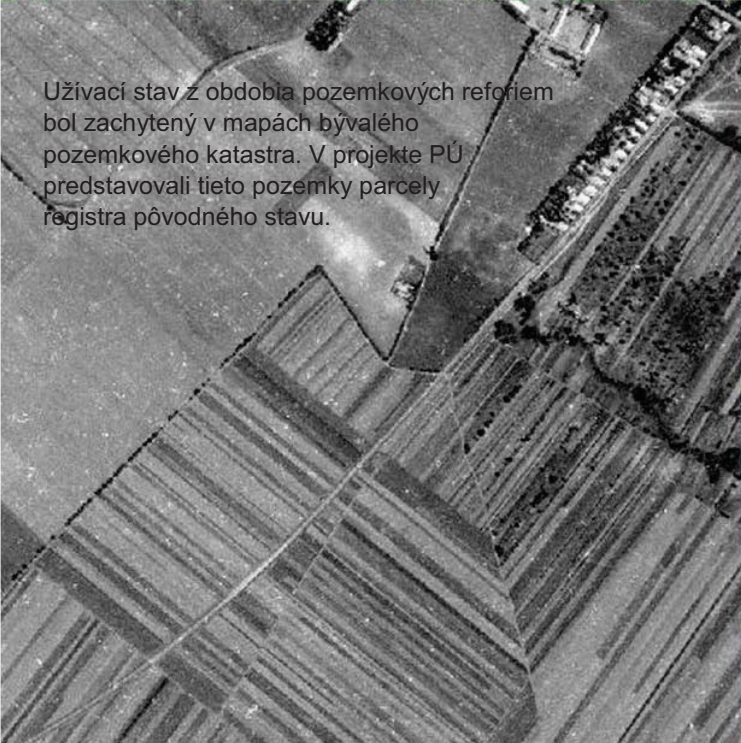 Užívací stav z obdobia pozemkových reforiem
bol zachytený v mapách bývalého
pozemkového katastra. V projekte PÚ
predstavovali tieto pozemky parcely
registra pôvodného stavu.